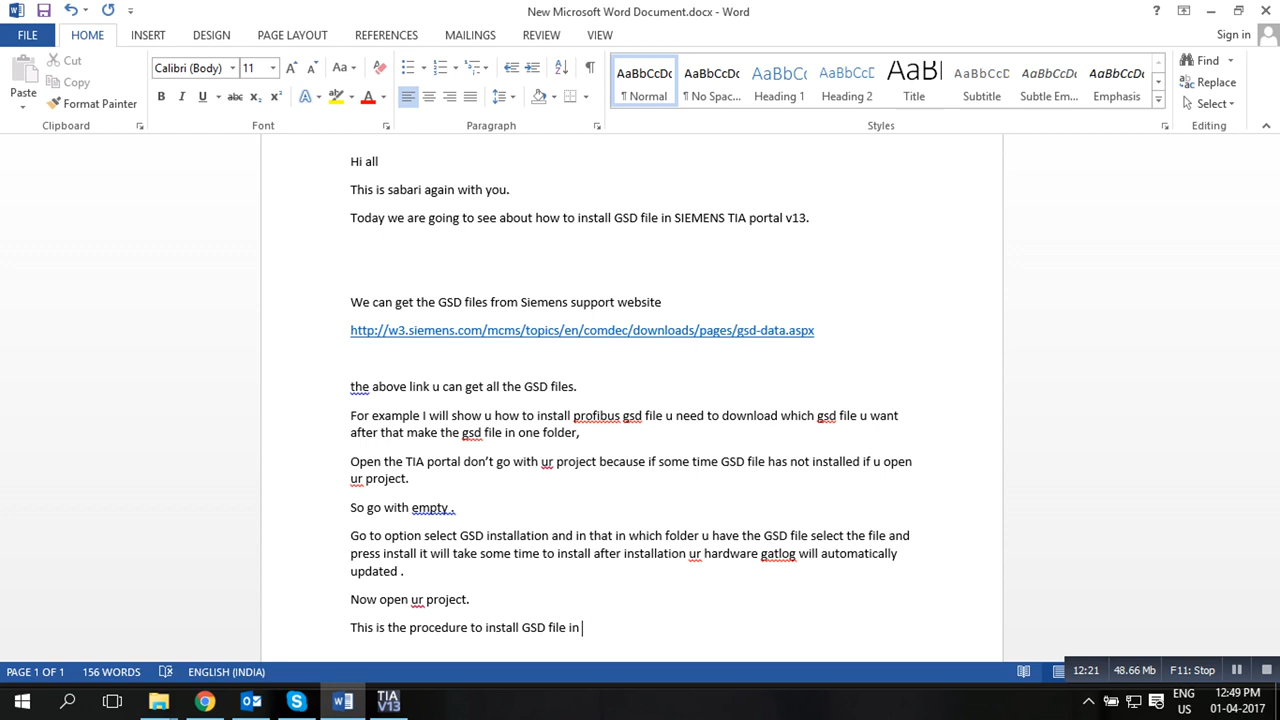 New Microsoft Word Document.docx - Word
FILE HOME INSERT DESIGN PAGE LAYOUT REFERENCES MAILINGS REVIEW VIEW Sign in
Paste Cut Copy Format Painter
Calibri (Body) 11
AaBbCcDc AaBbCcDc AaBbCc AaBbCcD AaBI AaBbCcD AaBbCcDc AaBbCcDc
¶ Normal ¶ No Spac... Heading 1 Heading 2 Title Subtitle Subtle Em... Emphasis
Find Replace Select
Clipboard Font Paragraph Styles Editing
Hi all
This is sabari again with you.
Today we are going to see about how to install GSD file in SIEMENS TIA portal v13.
We can get the GSD files from Siemens support website
http://w3.siemens.com/mcms/topics/en/comdec/downloads/pages/gsd-data.aspx
the above link u can get all the GSD files.
For example I will show u how to install profibus gsd file u need to download which gsd file u want
after that make the gsd file in one folder,
Open the TIA portal don't go with ur project because if some time GSD file has not installed if u open
ur project.
So go with empty .
Go to option select GSD installation and in that in which folder u have the GSD file select the file and
press install it will take some time to install after installation ur hardware gatlog will automatically
updated .
Now open ur project.
This is the procedure to install GSD file in
PAGE 1 OF 1 156 WORDS ENGLISH (INDIA) 12:21 48.66 Mb F11: Stop
TIA
V13
ENG 12:49 PM
US 01-04-2017